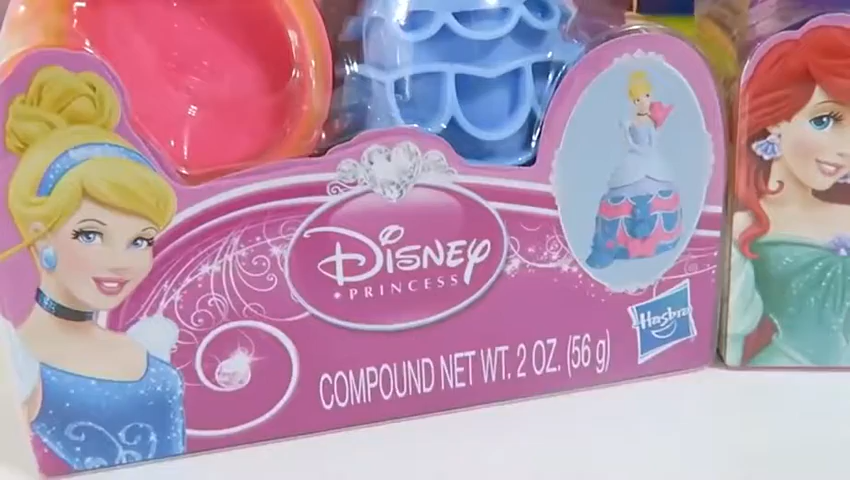 Disney
PRINCESS
Hasbro
COMPOUND NET WT. 2 OZ. (56 g)